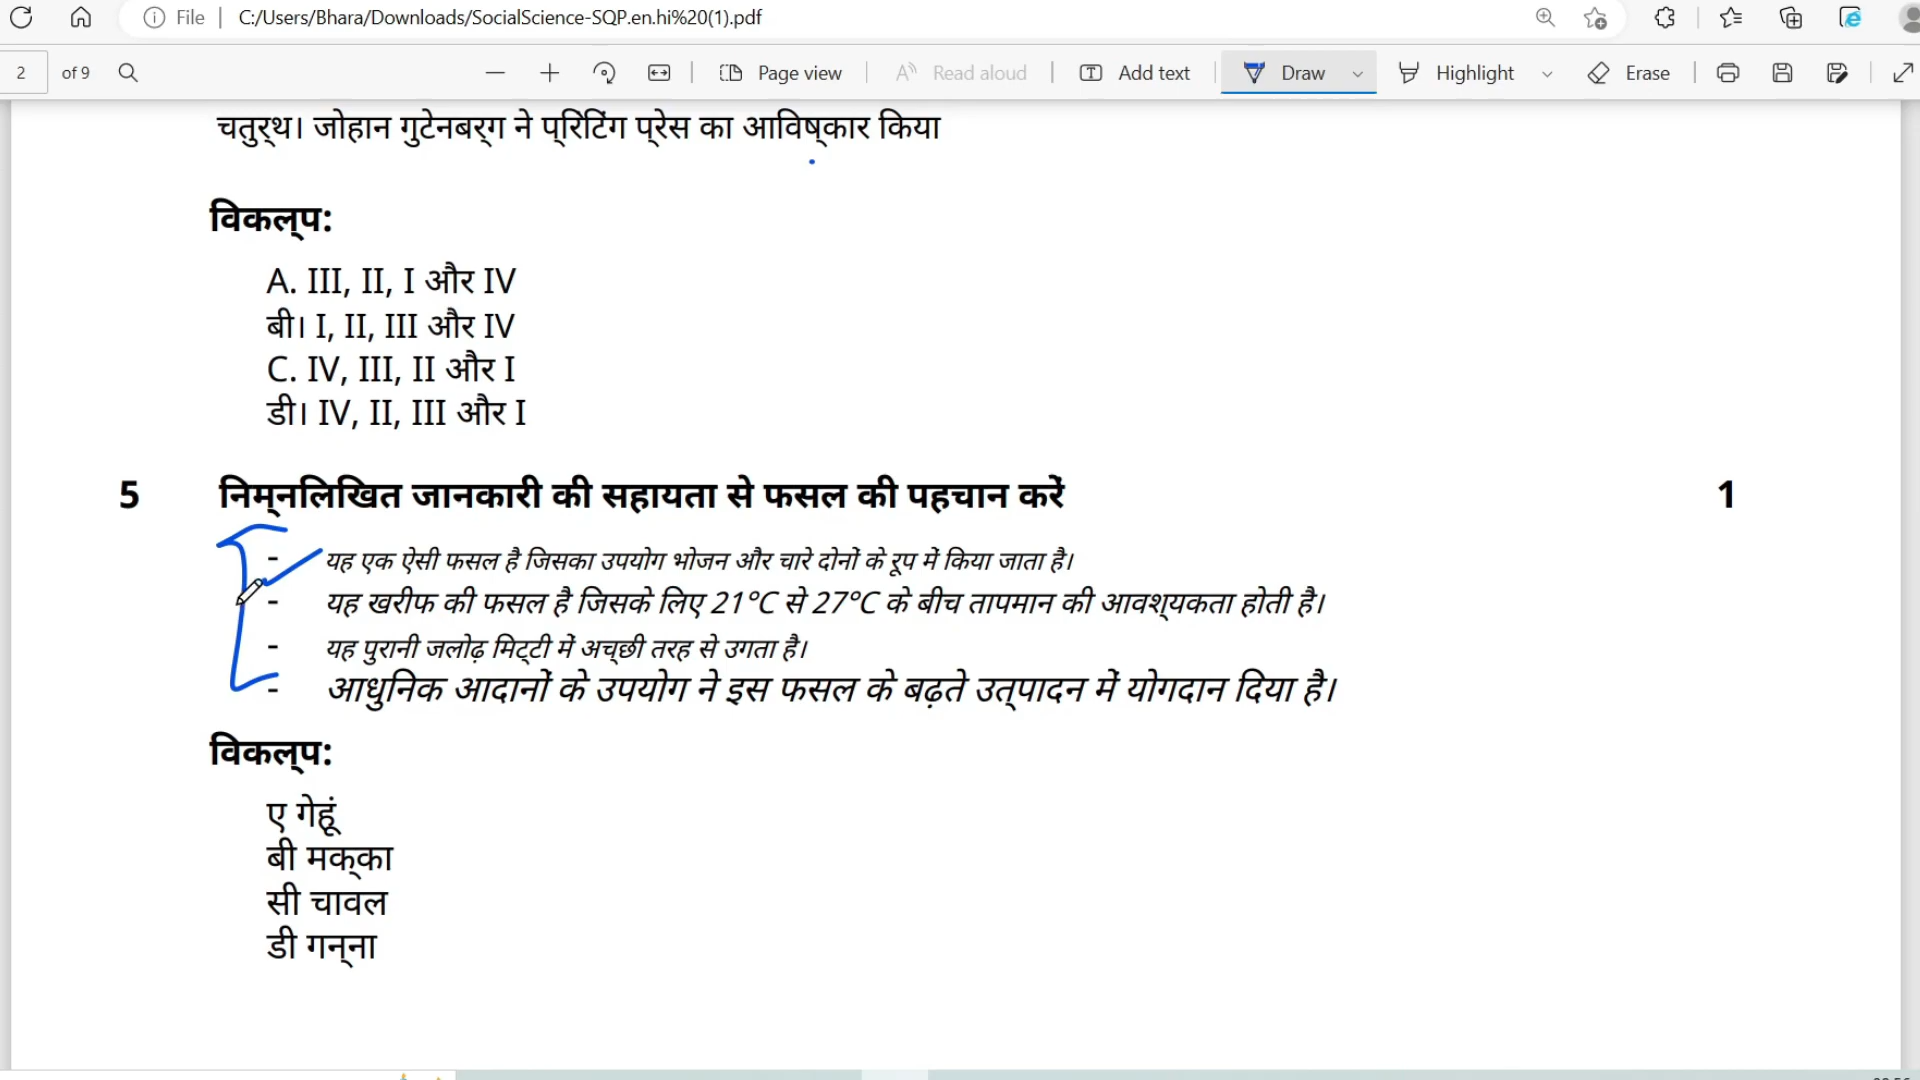 File | C:/Users/Bhara/Downloads/SocialScience-SQP.en.hi%20(1).pdf
2 of 9 Page view Read aloud Add text Draw Highlight Erase
चतुर्थ। जोहान गुटेनबर्ग ने प्रिंटिंग प्रेस का आविष्कार किया
विकल्प:
A. III, II, I और IV
बी। I, II, III और IV
C. IV, III, II और I
डी। IV, II, III और I
5 निम्नलिखित जानकारी की सहायता से फसल की पहचान करें 1
- यह एक ऐसी फसल है जिसका उपयोग भोजन और चारे दोनों के रूप में किया जाता है।
- यह खरीफ की फसल है जिसके लिए 21°C से 27°C के बीच तापमान की आवश्यकता होती है।
- यह पुरानी जलोढ़ मिट्टी में अच्छी तरह से उगता है।
- आधुनिक आदानों के उपयोग ने इस फसल के बढ़ते उत्पादन में योगदान दिया है।
विकल्प:
ए गेहूं
बी मक्का
सी चावल
डी गन्ना